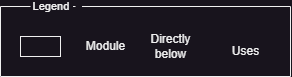 Legend
Module
Directly
below
Uses